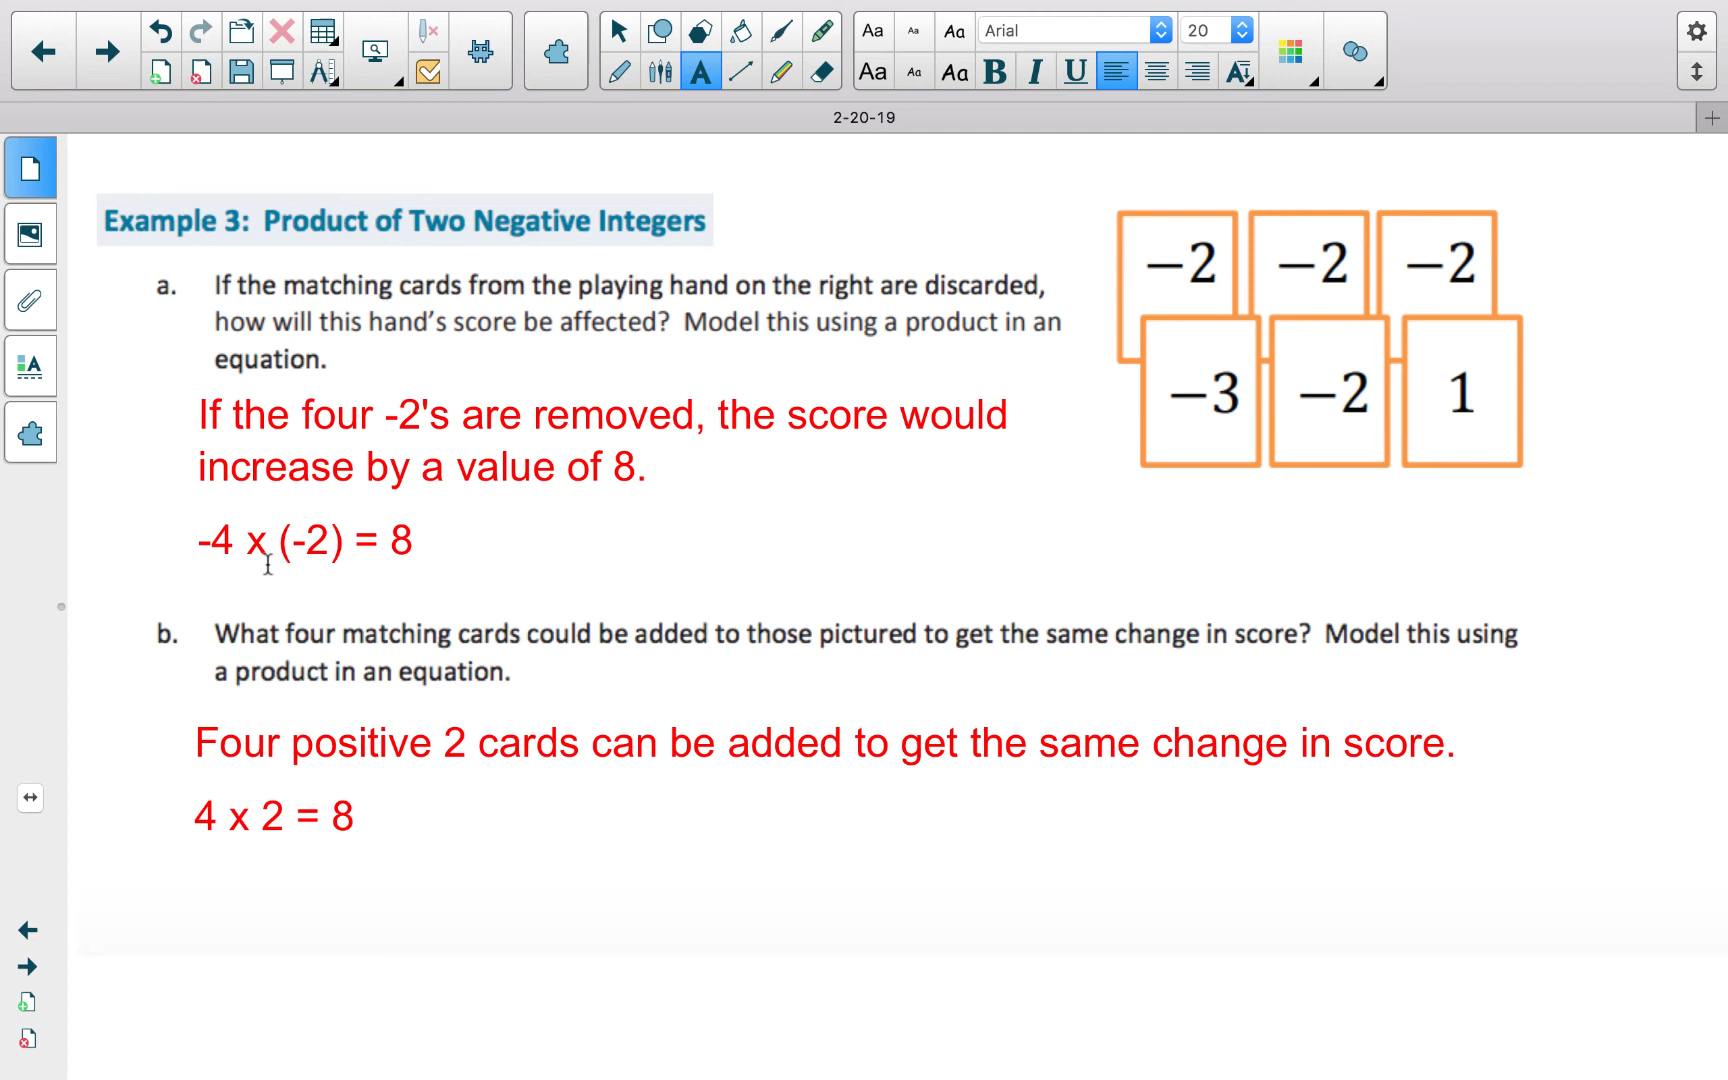 Aa Aa Aa Arial 20
Aa Aa Aa B I U A
2-20-19
Example 3: Product of Two Negative Integers
a. If the matching cards from the playing hand on the right are discarded,
how will this hand's score be affected? Model this using a product in an
equation.
If the four -2's are removed, the score would
increase by a value of 8.
-4 x (-2) = 8
−2 −2 −2
−3 −2 1
b. What four matching cards could be added to those pictured to get the same change in score? Model this using
a product in an equation.
Four positive 2 cards can be added to get the same change in score.
4 x 2 = 8